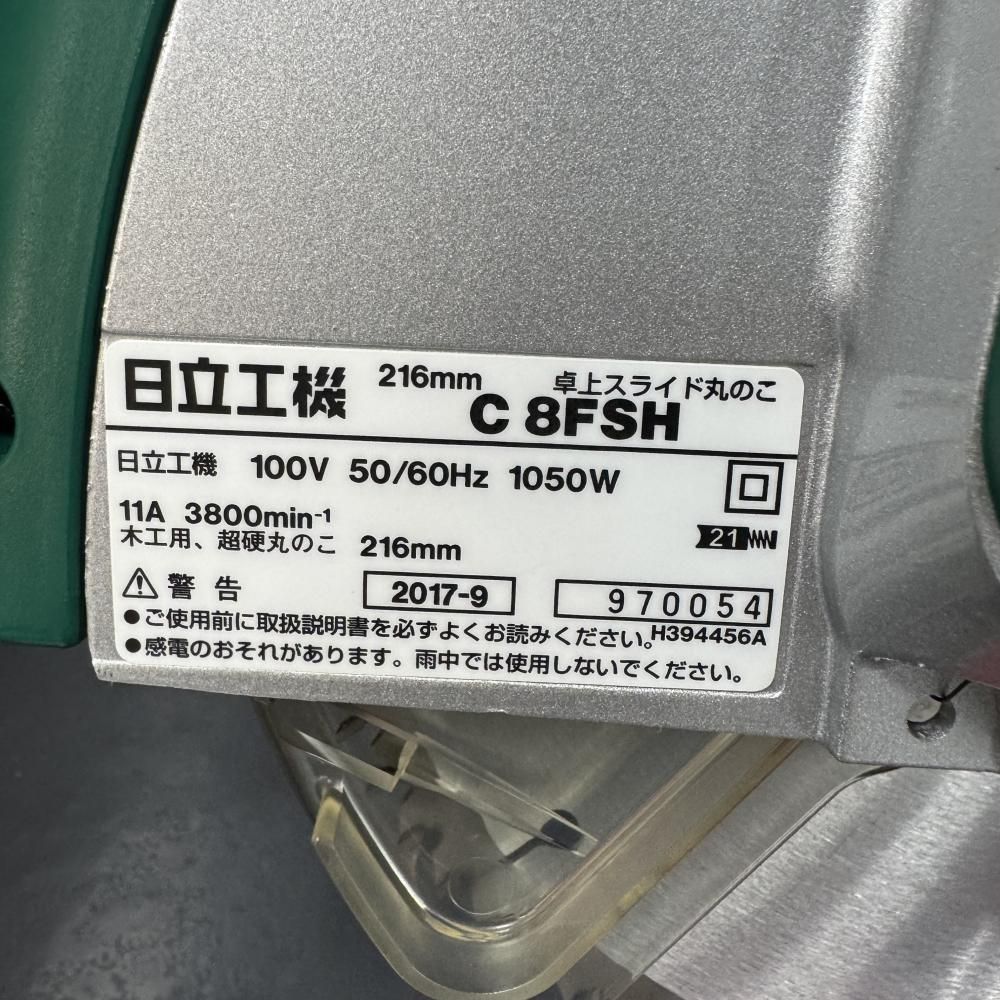 日立工機 216mm 卓上スライド丸のこ
C 8FSH
日立工機 100V 50/60Hz 1050W
11A 3800min⁻¹
木工用、超硬丸のこ 216mm
21
警告 2017-9 970054
●ご使用前に取扱説明書を必ずよくお読みください。H394456A
●感電のおそれがあります。雨中では使用しないでください。